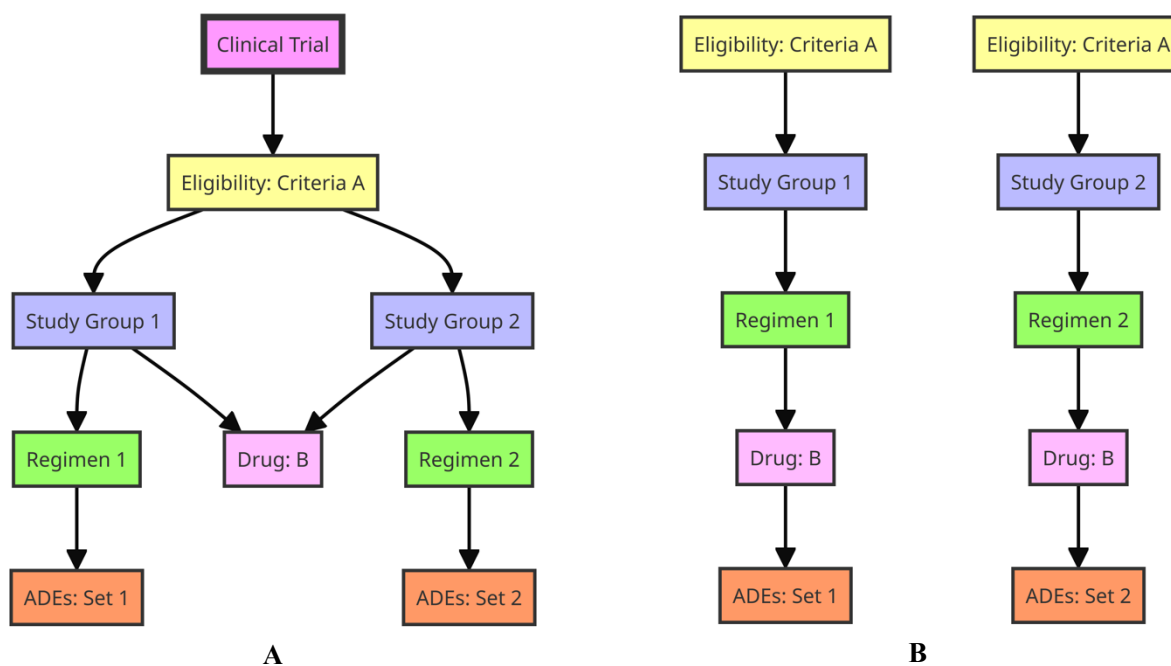 Clinical Trial
Eligibility: Criteria A
Study Group 1
Study Group 2
Regimen 1
Drug: B
Regimen 2
ADEs: Set 1
ADEs: Set 2
A
Eligibility: Criteria A
Eligibility: Criteria A
Study Group 1
Study Group 2
Regimen 1
Regimen 2
Drug: B
Drug: B
ADEs: Set 1
ADEs: Set 2
B